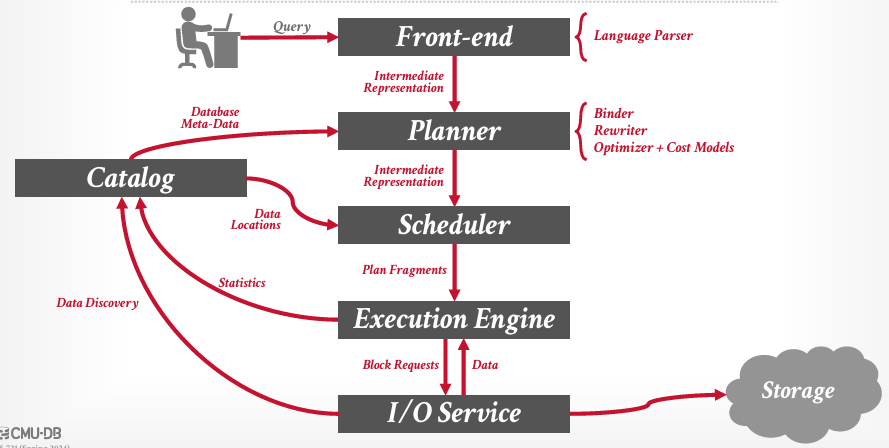 Query
Front-end
Language Parser
Intermediate
Representation
Database
Meta-Data
Planner
Binder
Rewriter
Optimizer + Cost Models
Catalog
Intermediate
Representation
Data
Locations
Scheduler
Plan Fragments
Statistics
Data Discovery
Execution Engine
Block Requests
Data
Storage
I/O Service
CMU·DB